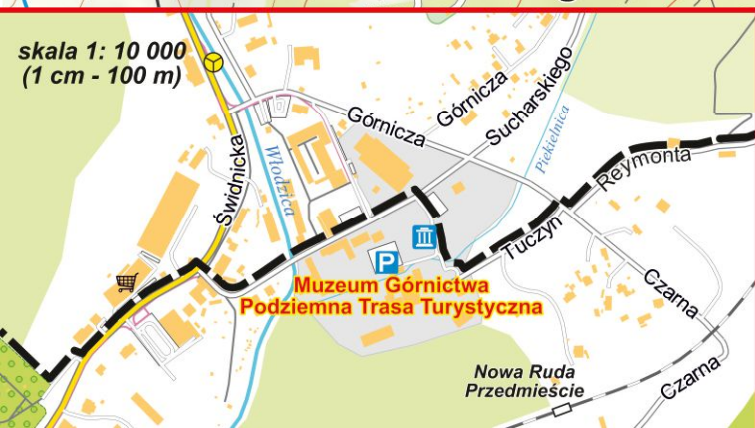 skala 1: 10 000
(1 cm - 100 m)
Górnicza
Górnicza
Sucharskiego
Świdnicka
Włodzica
Piekielnica
Reymonta
Tuczyn
P
Muzeum Górnictwa
Podziemna Trasa Turystyczna
Czarna
Nowa Ruda
Przedmieście
Czarna